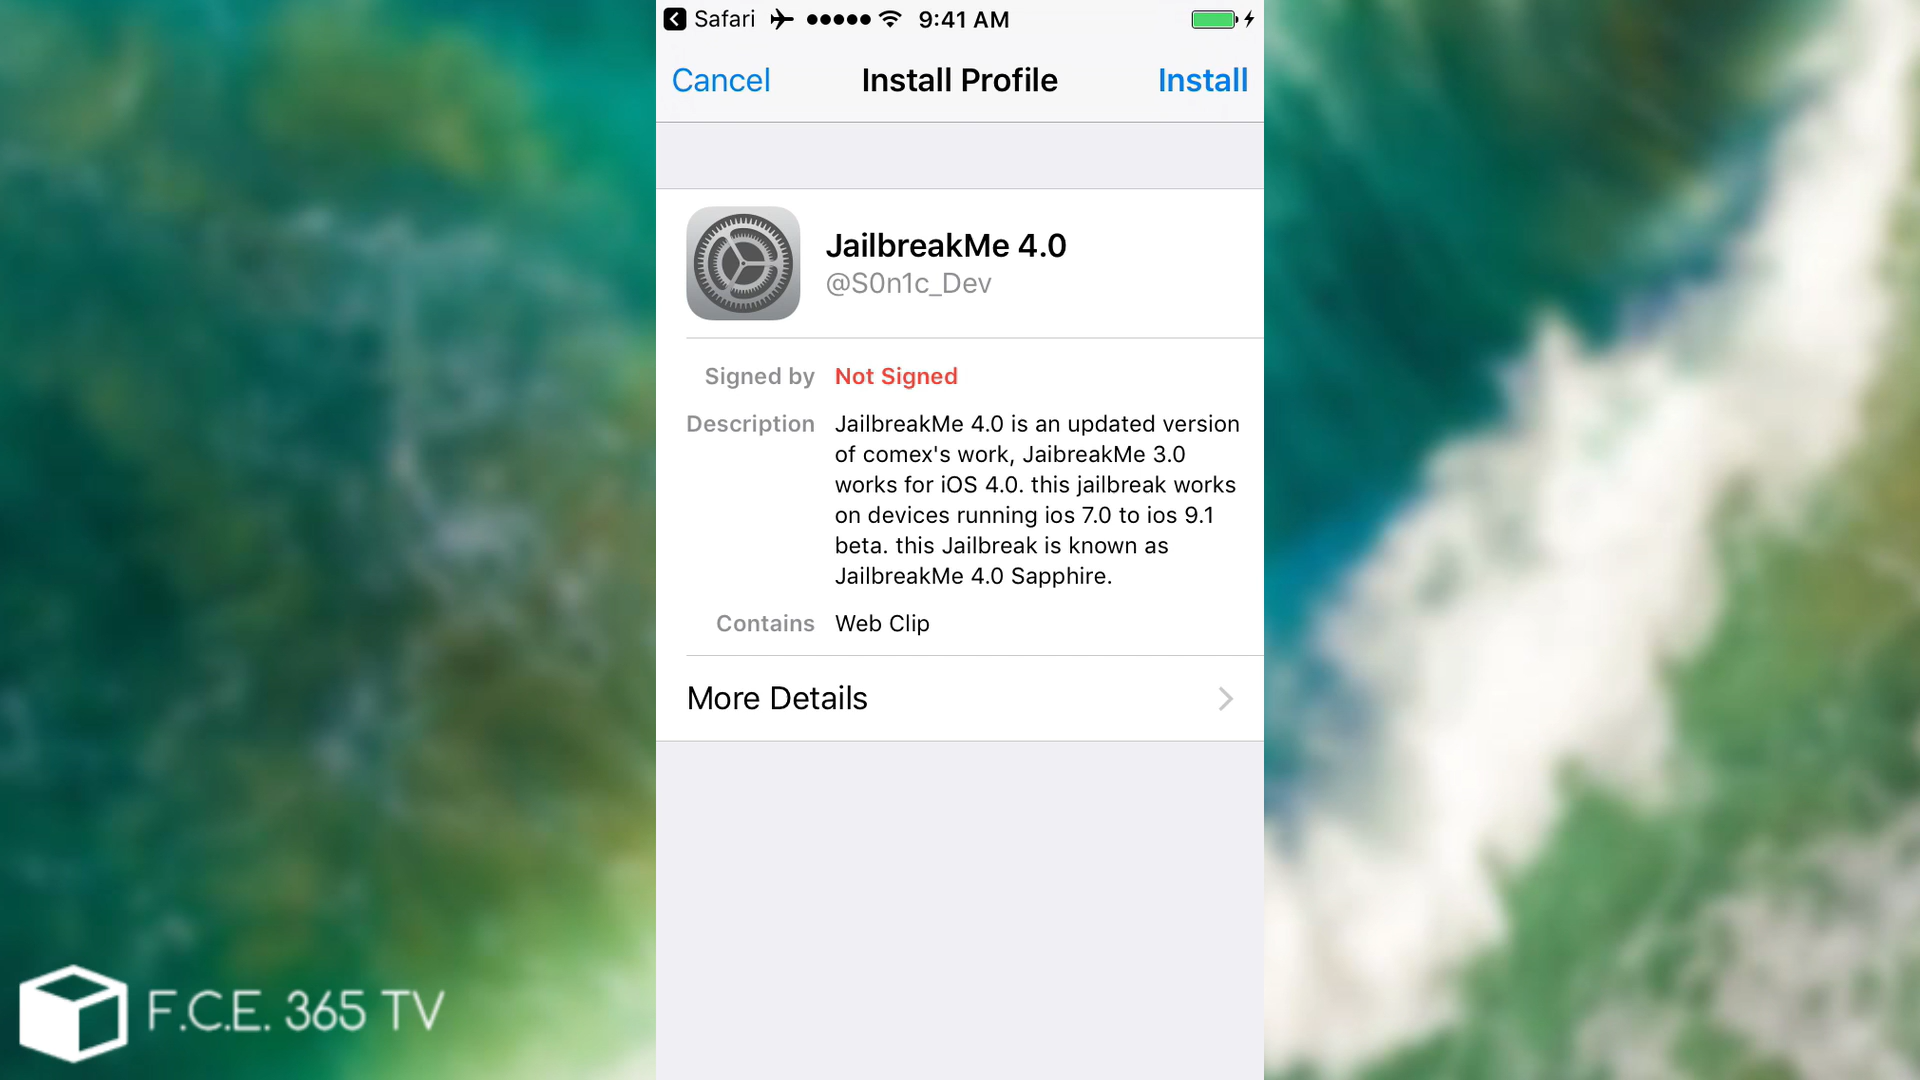 Safari 9:41 AM
Cancel Install Profile Install
JailbreakMe 4.0
@S0n1c_Dev
Signed by Not Signed
Description JailbreakMe 4.0 is an updated version
of comex's work, JaibreakMe 3.0
works for iOS 4.0. this jailbreak works
on devices running ios 7.0 to ios 9.1
beta. this Jailbreak is known as
JailbreakMe 4.0 Sapphire.
Contains Web Clip
More Details
F.C.E. 365 TV